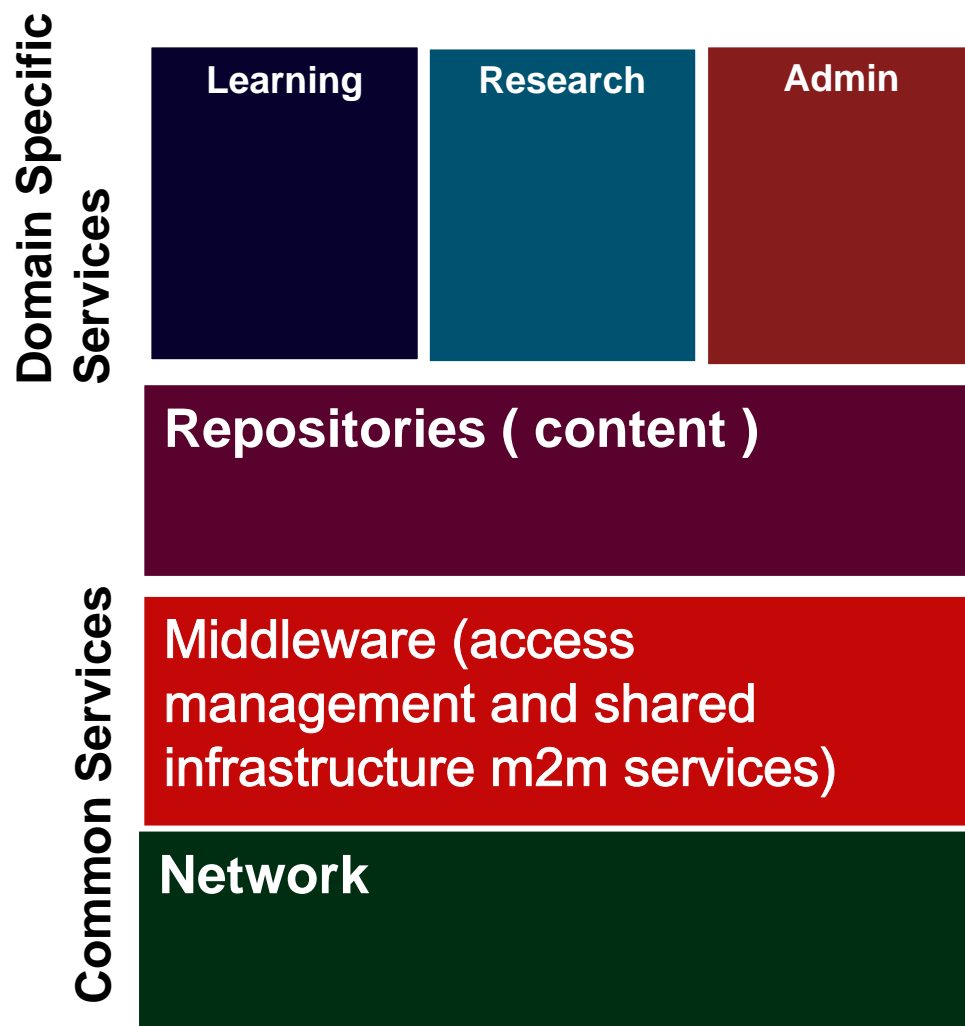 Domain Specific
Services
Learning
Research
Admin
Repositories ( content )
Common Services
Middleware (access
management and shared
infrastructure m2m services)
Network